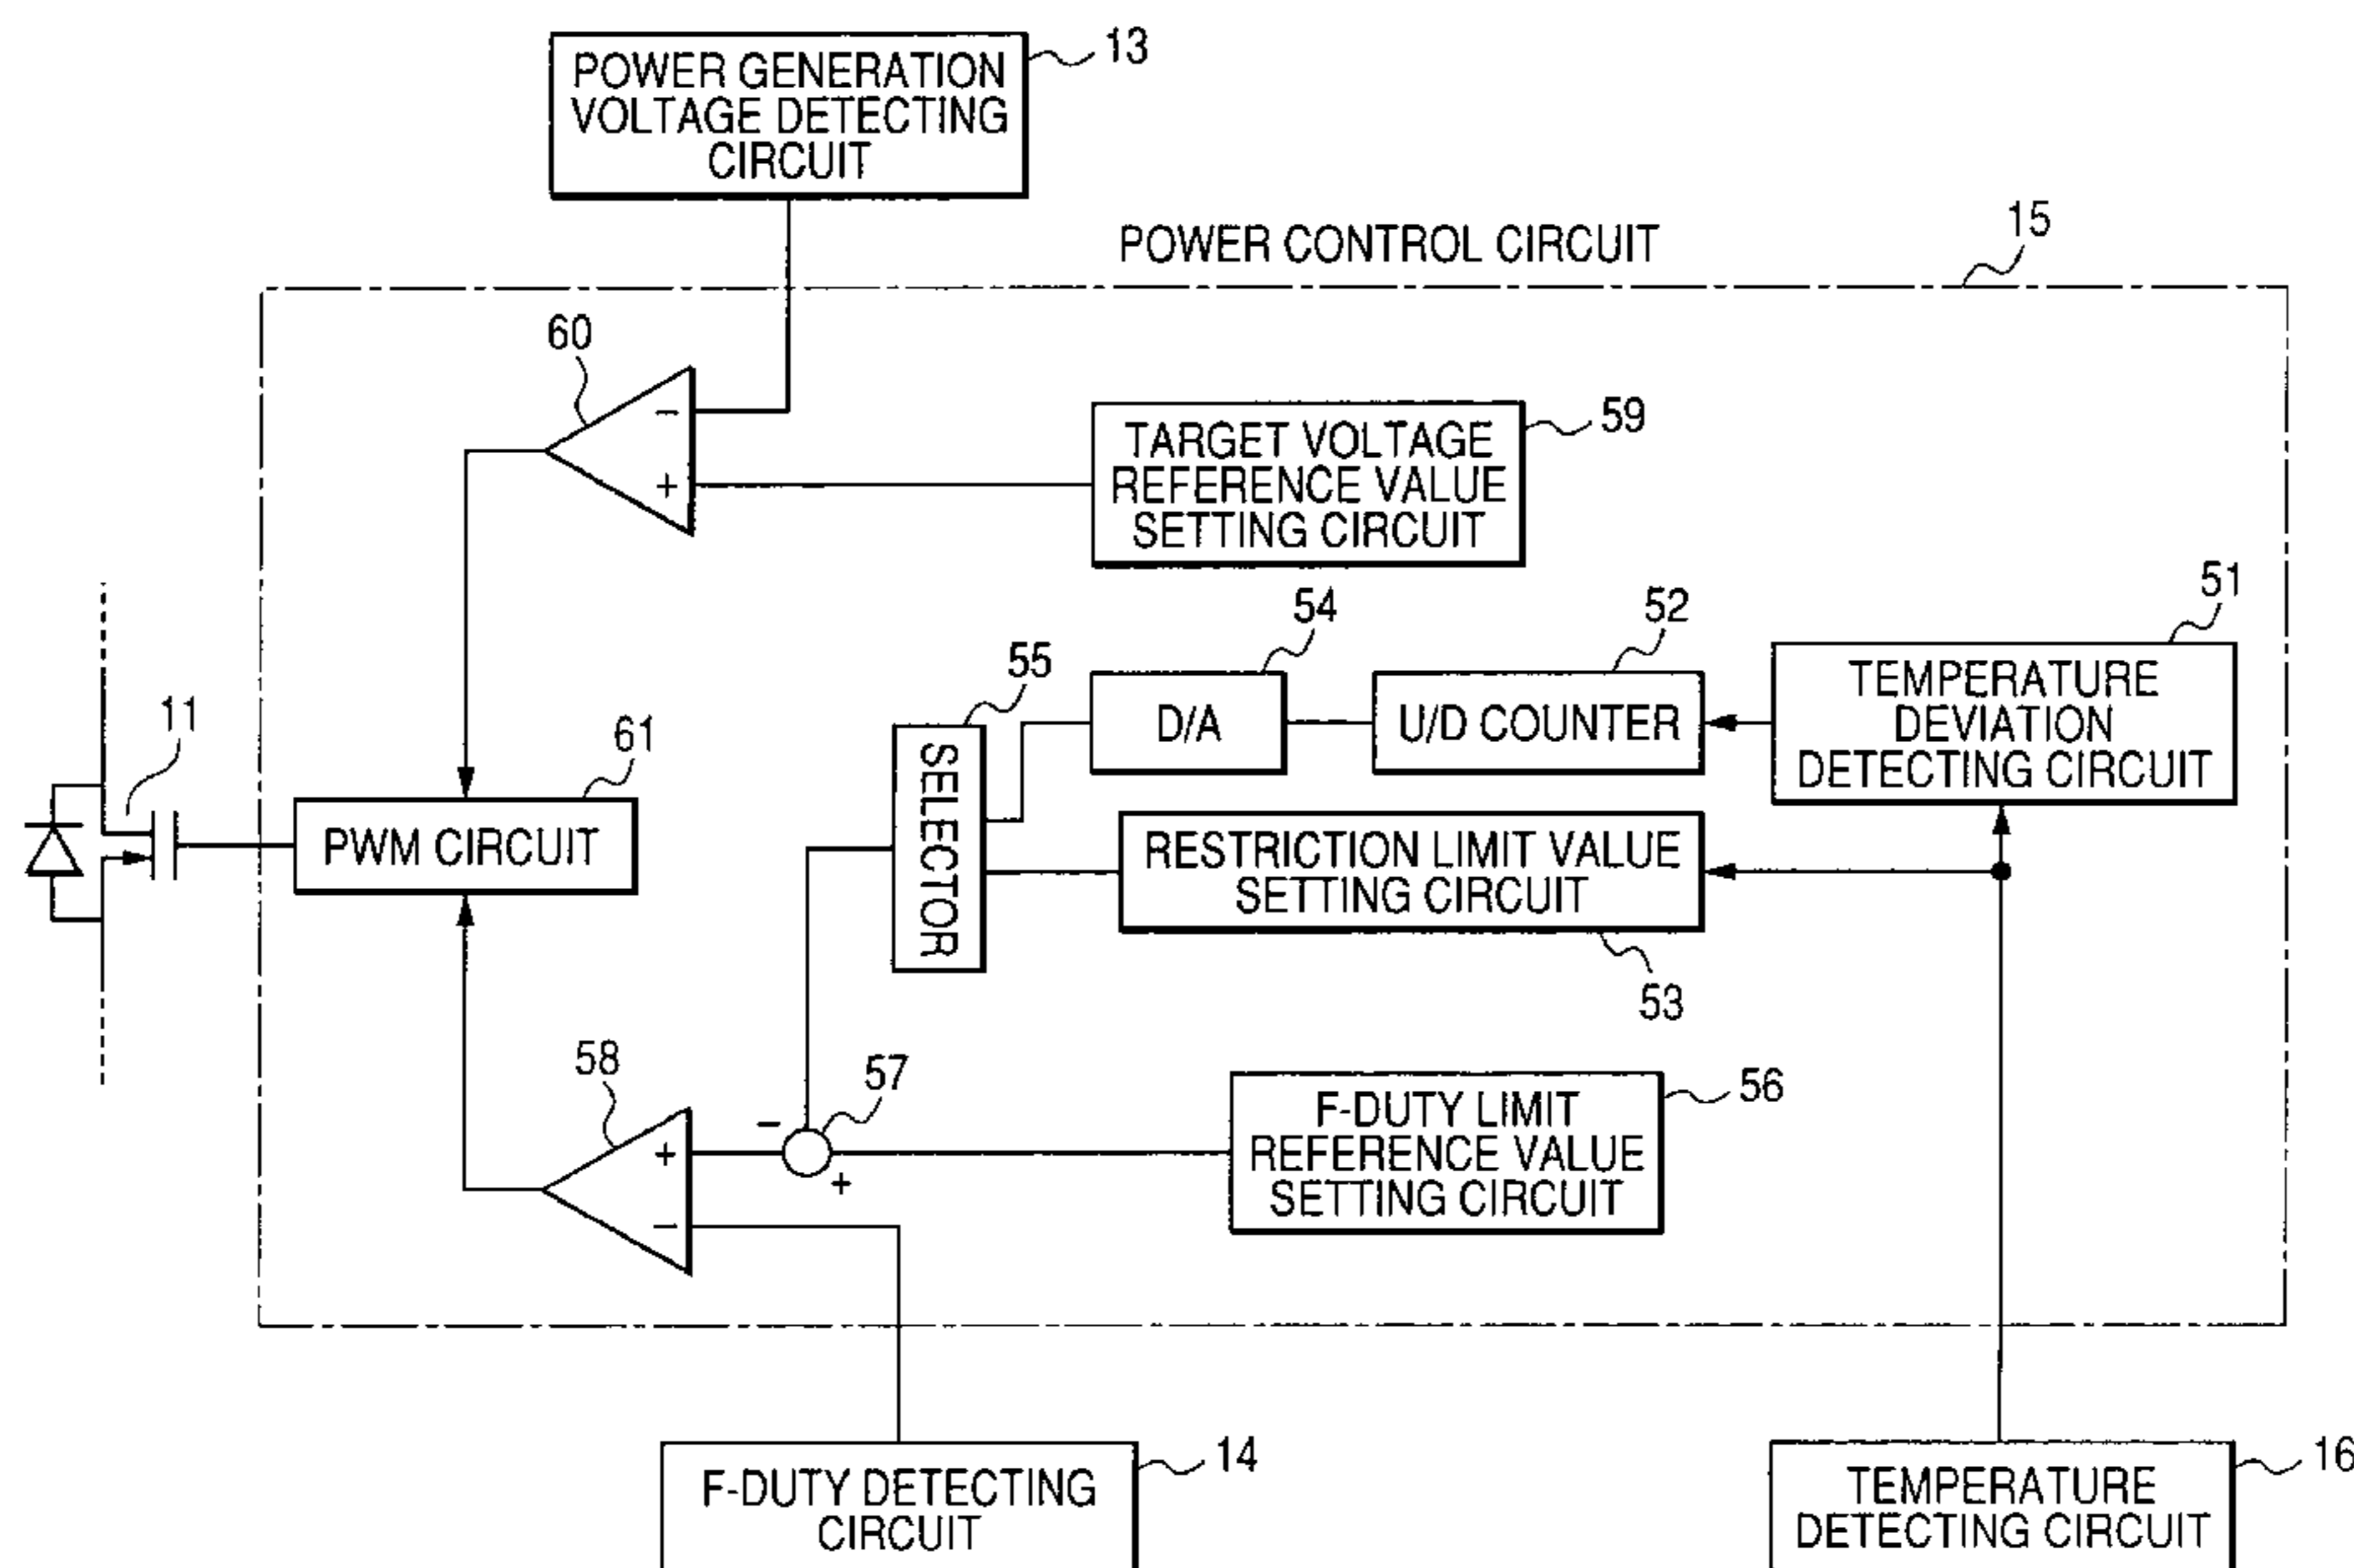 POWER GENERATION
VOLTAGE DETECTING
CIRCUIT
13
POWER CONTROL CIRCUIT
15
60
−
+
TARGET VOLTAGE
REFERENCE VALUE
SETTING CIRCUIT
59
11
61
PWM CIRCUIT
55
SELECTOR
54
D/A
52
U/D COUNTER
51
TEMPERATURE
DEVIATION
DETECTING CIRCUIT
RESTRICTION LIMIT VALUE
SETTING CIRCUIT
53
58
+
−
−
57
+
F-DUTY LIMIT
REFERENCE VALUE
SETTING CIRCUIT
56
F-DUTY DETECTING
CIRCUIT
14
TEMPERATURE
DETECTING CIRCUIT
16